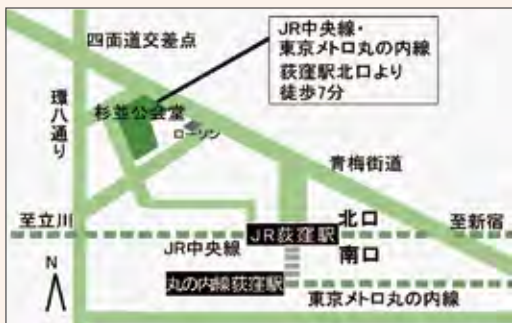 四面道交差点
JR中央線・
東京メトロ丸の内線
荻窪駅北口より
徒歩7分
環八通り
杉並公会堂
ローソン
青梅街道
至立川
JR荻窪駅
北口
至新宿
JR中央線
南口
N
丸の内線荻窪駅
東京メトロ丸の内線